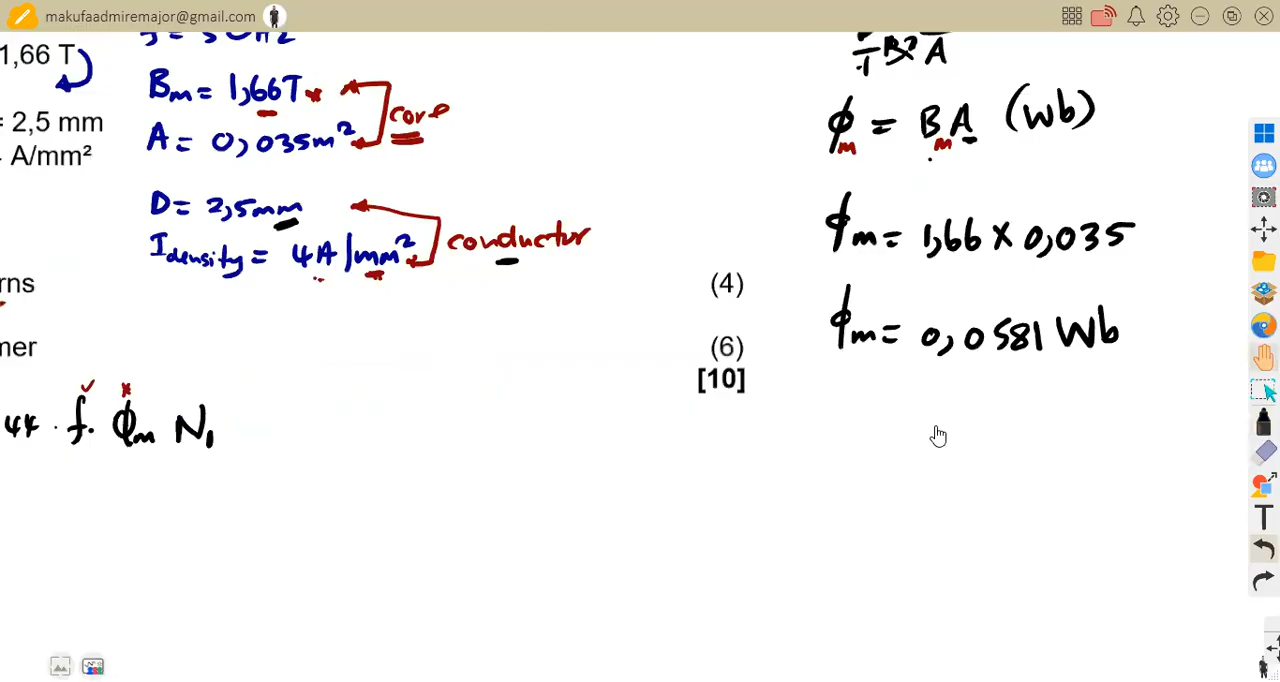 makufaadmiremajor@gmail.com
1,66 T
= 2,5 mm
A/mm²
rns
mer
Bm = 1,66T
A = 0,035m²
core
D = 2,5mm
Idensity = 4A/mm²
conductor
(4)
(6)
[10]
44 . f. ϕm N1
A
ϕm = BmA (Wb)
ϕm = 1,66 × 0,035
ϕm = 0,0581 Wb